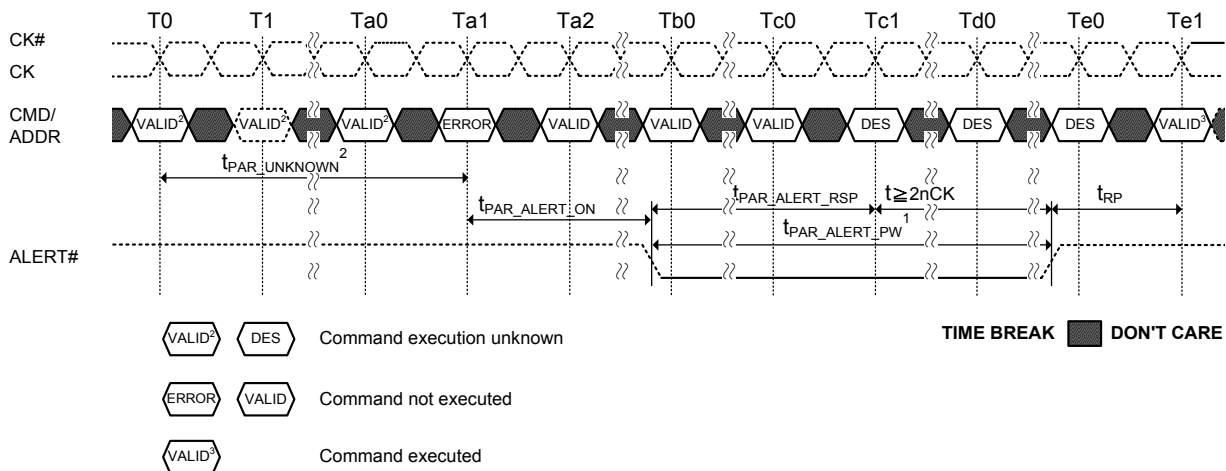 T0 T1 Ta0 Ta1 Ta2 Tb0 Tc0 Tc1 Td0 Te0 Te1
CK#
CK
CMD/
ADDR
VALID² VALID² VALID² ERROR VALID VALID VALID DES DES DES VALID³
tPAR_UNKNOWN²
tPAR_ALERT_RSP t≧2nCK tRP
tPAR_ALERT_ON
tPAR_ALERT_PW¹
ALERT#
VALID² DES Command execution unknown
TIME BREAK DON'T CARE
ERROR VALID Command not executed
VALID³ Command executed